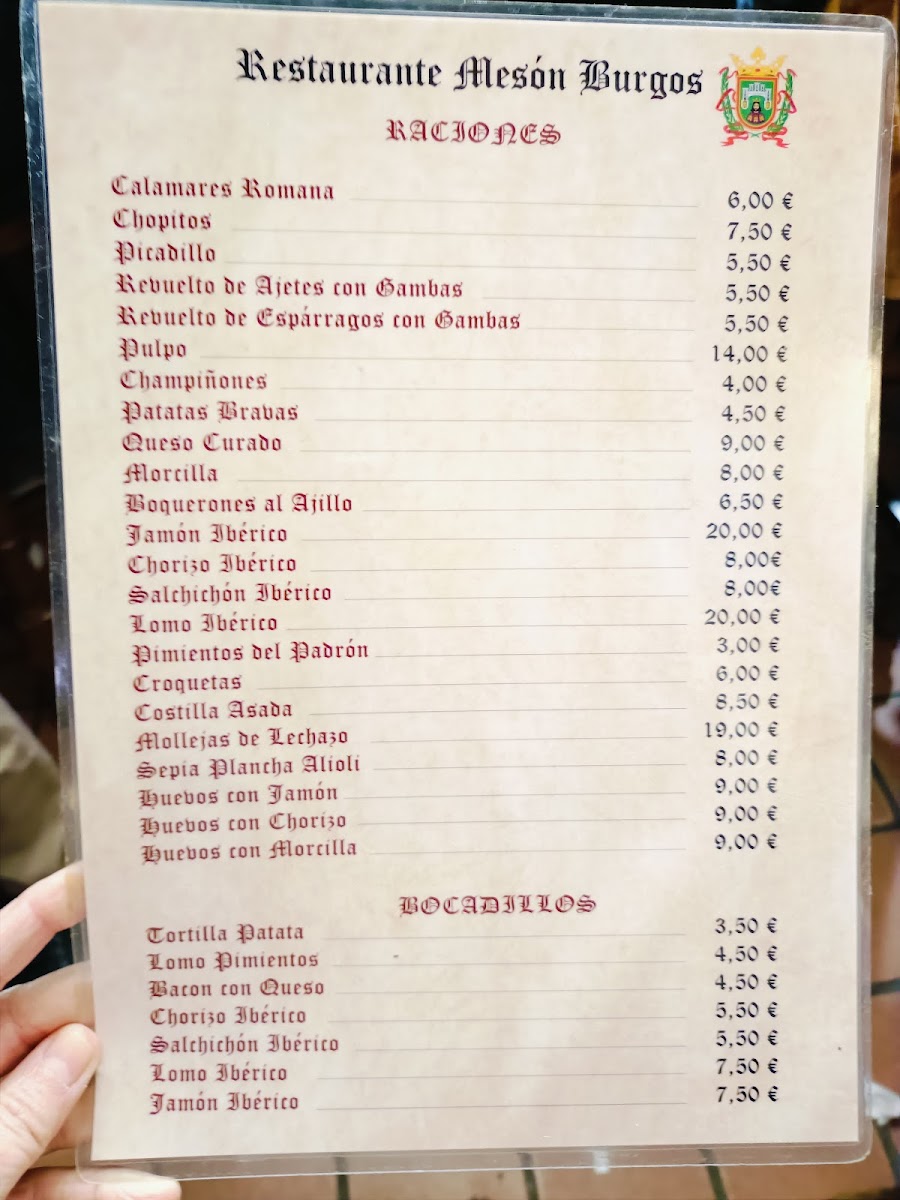 Restaurante Mesón Burgos
RACIONES
Calamares Romana 6,00 €
Chopitos 7,50 €
Picadillo 5,50 €
Revuelto de Ajetes con Gambas 5,50 €
Revuelto de Espárragos con Gambas 5,50 €
Pulpo 14,00 €
Champiñones 4,00 €
Patatas Bravas 4,50 €
Queso Curado 9,00 €
Morcilla 8,00 €
Boquerones al Ajillo 6,50 €
Jamón Ibérico 20,00 €
Chorizo Ibérico 8,00€
Salchichón Ibérico 8,00€
Lomo Ibérico 20,00 €
Pimientos del Padrón 3,00 €
Croquetas 6,00 €
Costilla Asada 8,50 €
Mollejas de Lechazo 19,00 €
Sepia Plancha Alioli 8,00 €
Huevos con Jamón 9,00 €
Huevos con Chorizo 9,00 €
Huevos con Morcilla 9,00 €
BOCADILLOS
Tortilla Patata 3,50 €
Lomo Pimientos 4,50 €
Bacon con Queso 4,50 €
Chorizo Ibérico 5,50 €
Salchichón Ibérico 5,50 €
Lomo Ibérico 7,50 €
Jamón Ibérico 7,50 €